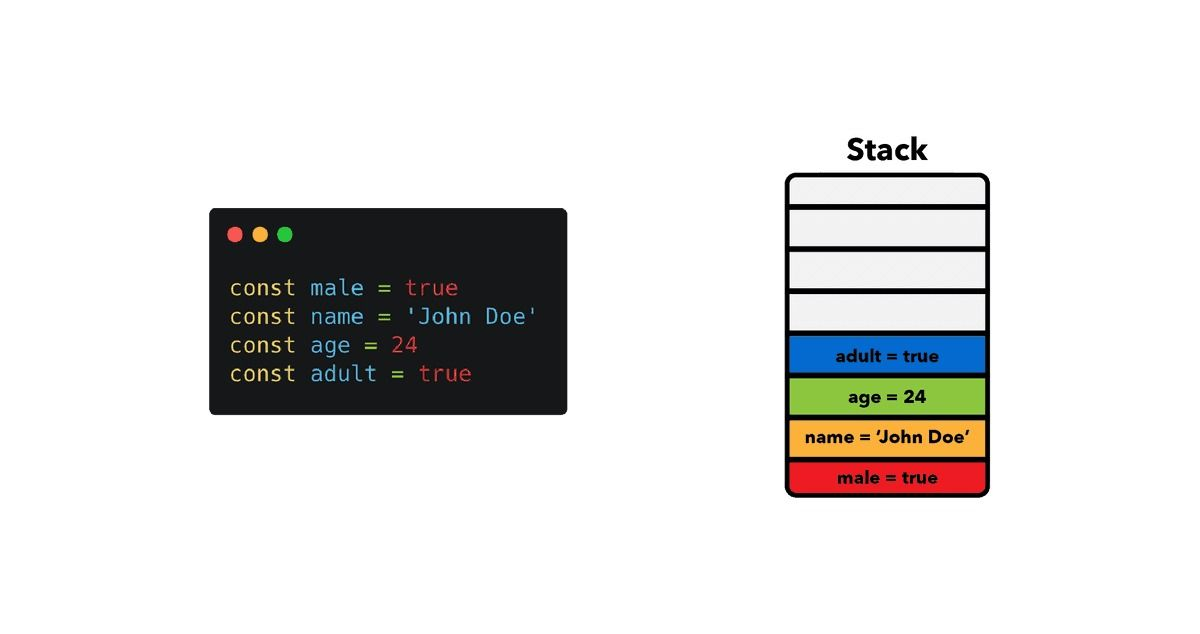 const male = true
const name = 'John Doe'
const age = 24
const adult = true
Stack
adult = true
age = 24
name = ‘John Doe’
male = true